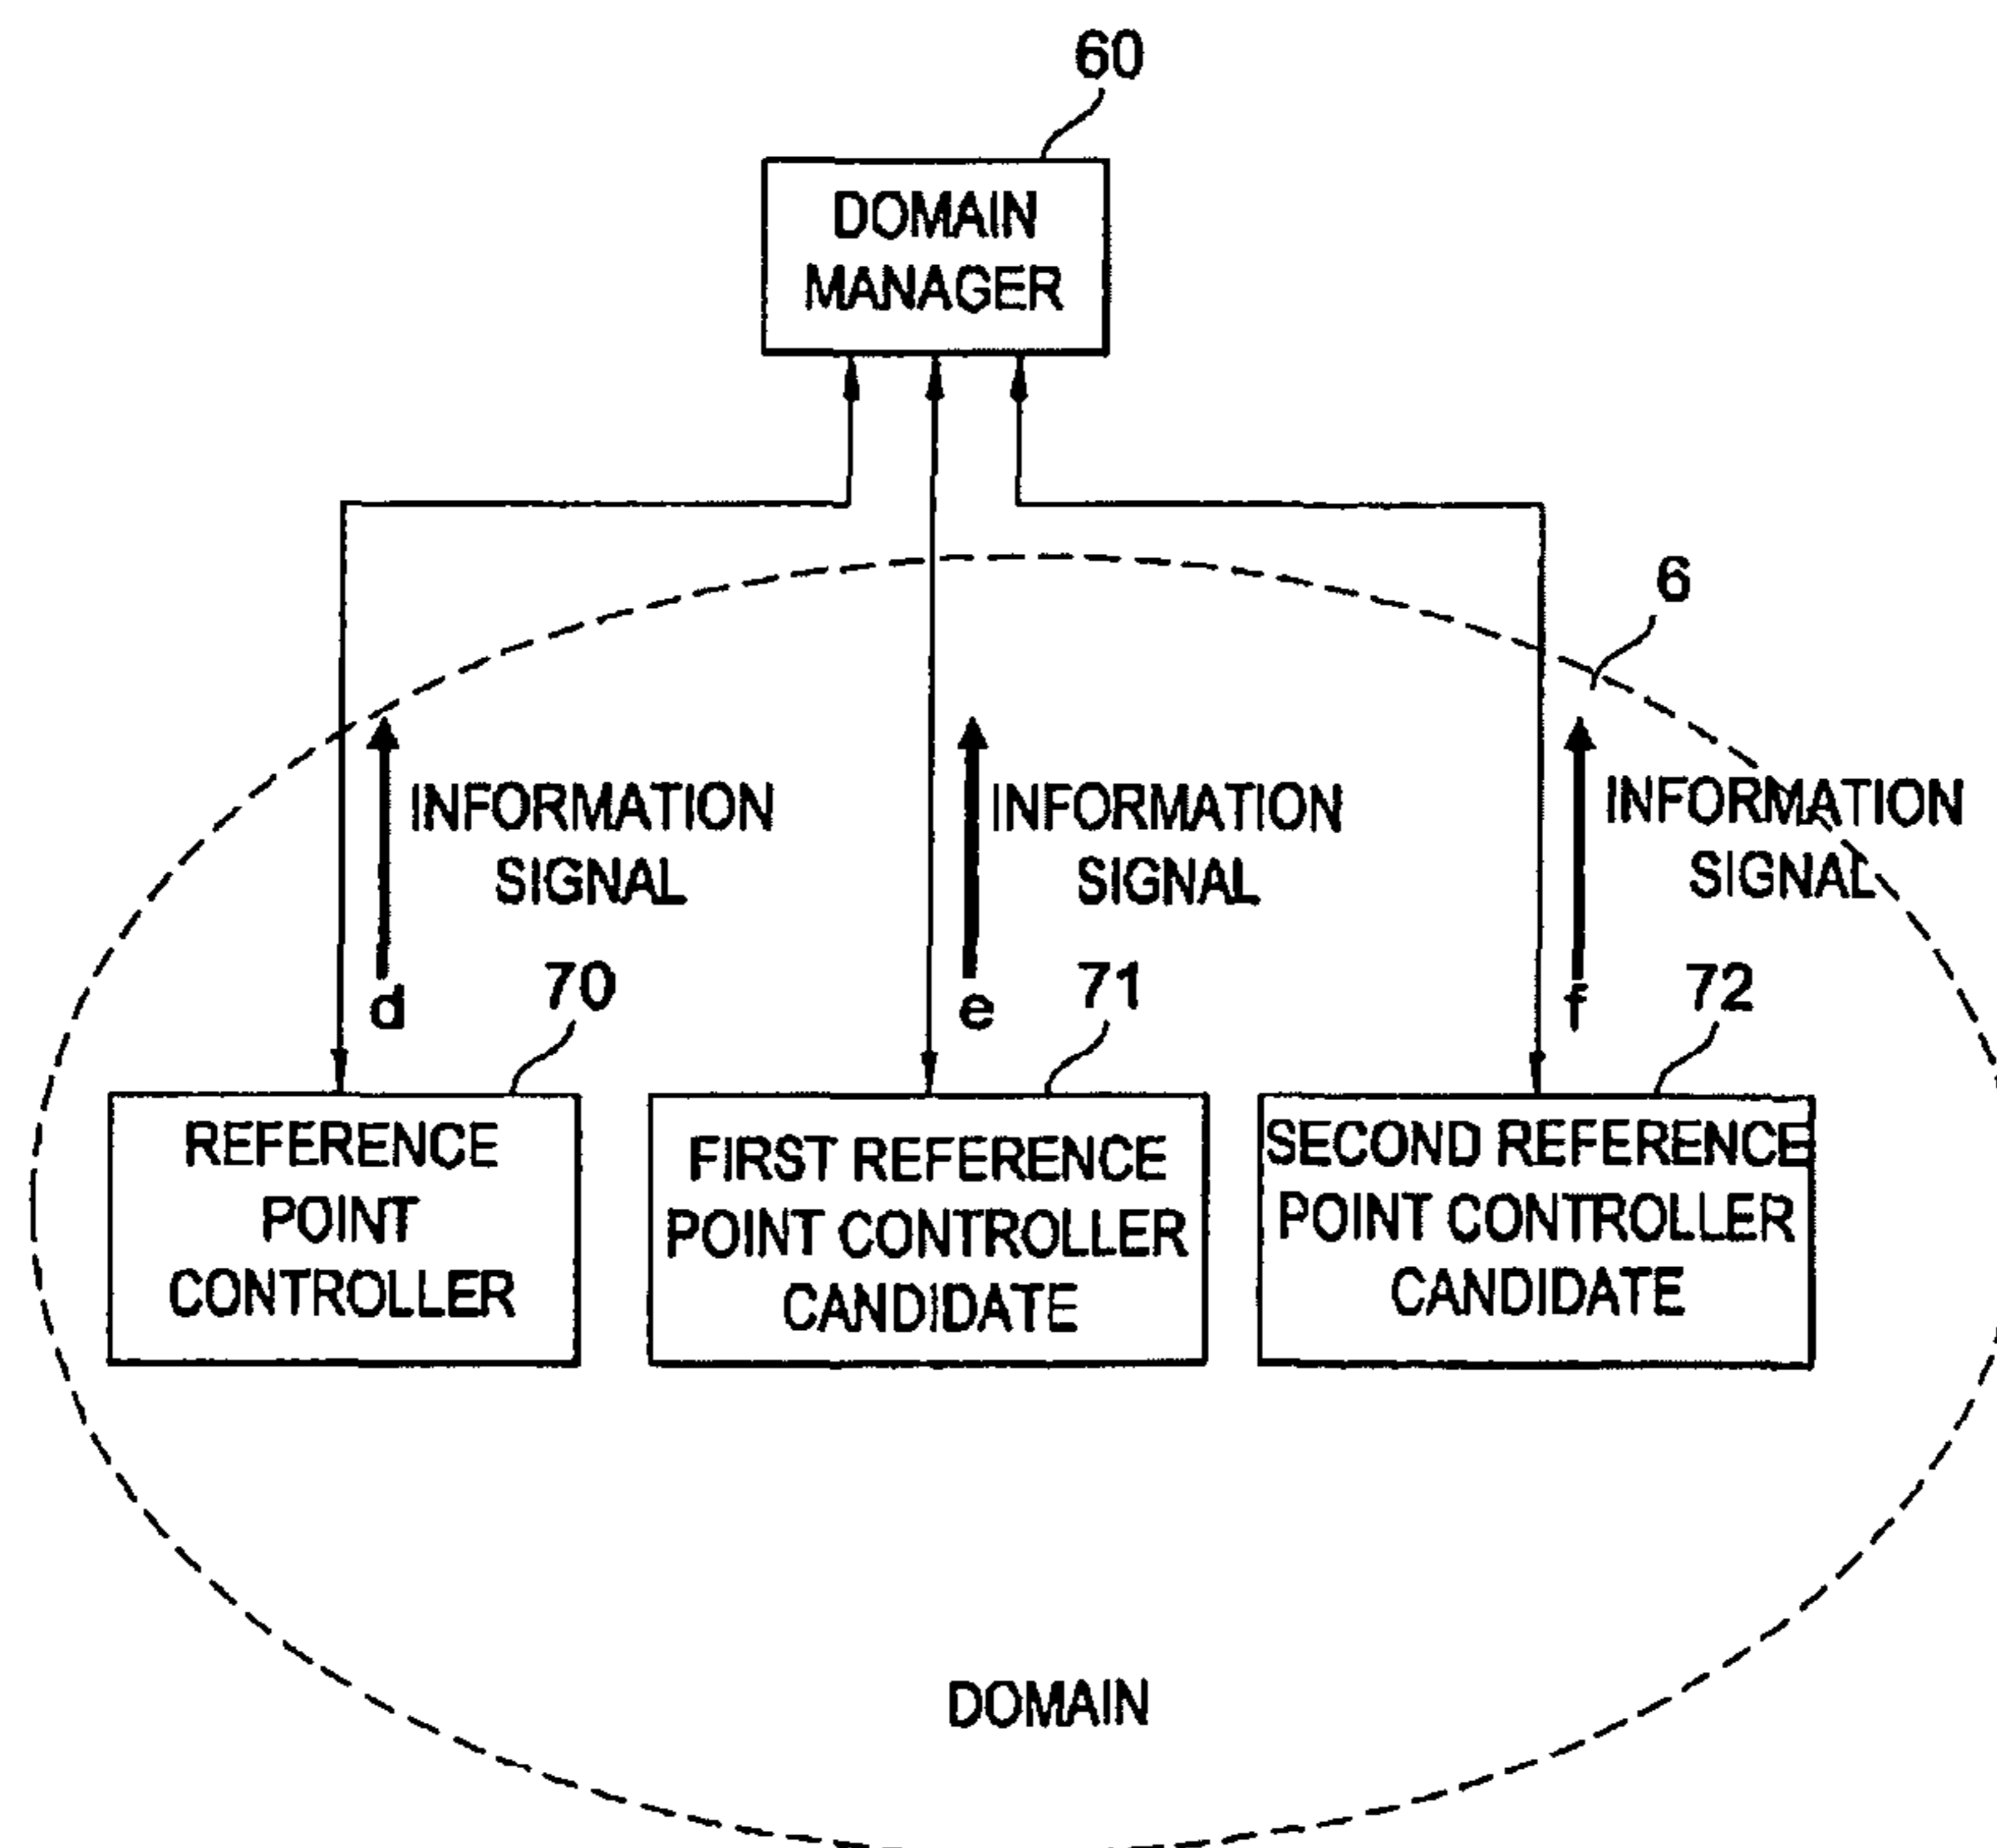 60
DOMAIN
MANAGER
6
INFORMATION
SIGNAL
INFORMATION
SIGNAL
INFORMATION
SIGNAL
d
70
e
71
f
72
REFERENCE
POINT
CONTROLLER
FIRST REFERENCE
POINT CONTROLLER
CANDIDATE
SECOND REFERENCE
POINT CONTROLLER
CANDIDATE
DOMAIN